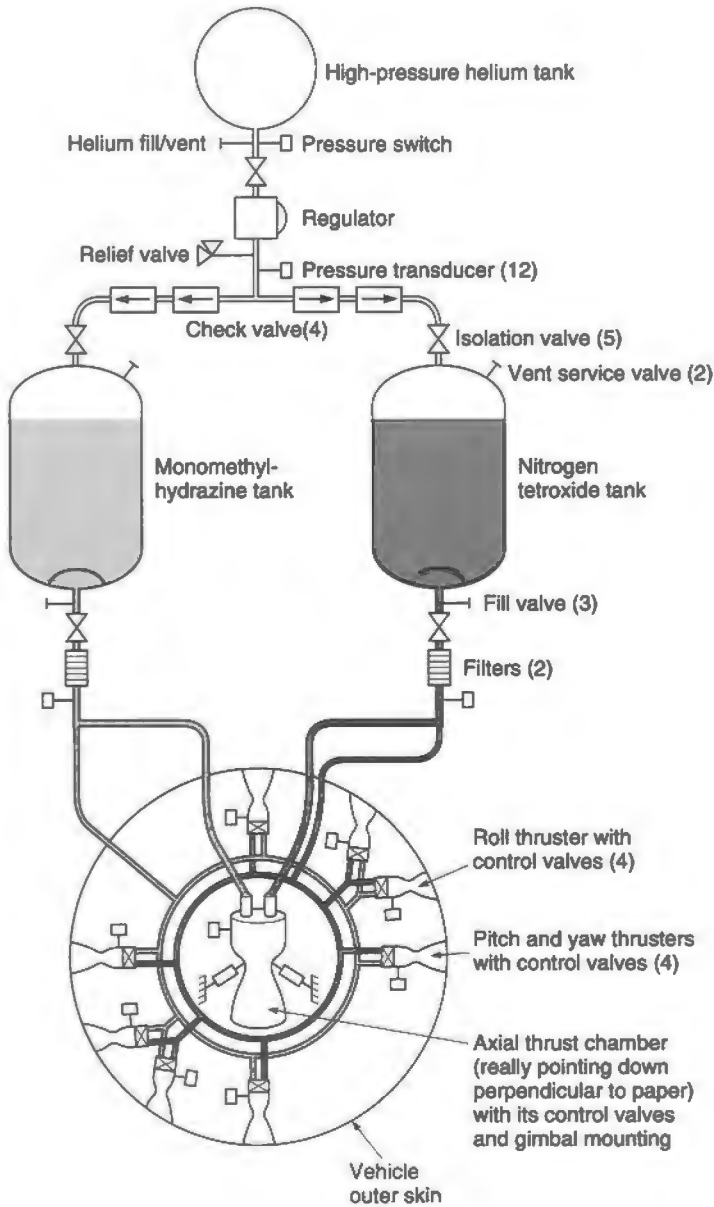 High-pressure helium tank
Helium fill/vent
Pressure switch
Regulator
Relief valve
Pressure transducer (12)
Check valve(4)
Isolation valve (5)
Vent service valve (2)
Monomethyl-
hydrazine tank
Nitrogen
tetroxide tank
Fill valve (3)
Filters (2)
Roll thruster with
control valves (4)
Pitch and yaw thrusters
with control valves (4)
Axial thrust chamber
(really pointing down
perpendicular to paper)
with its control valves
and gimbal mounting
Vehicle
outer skin